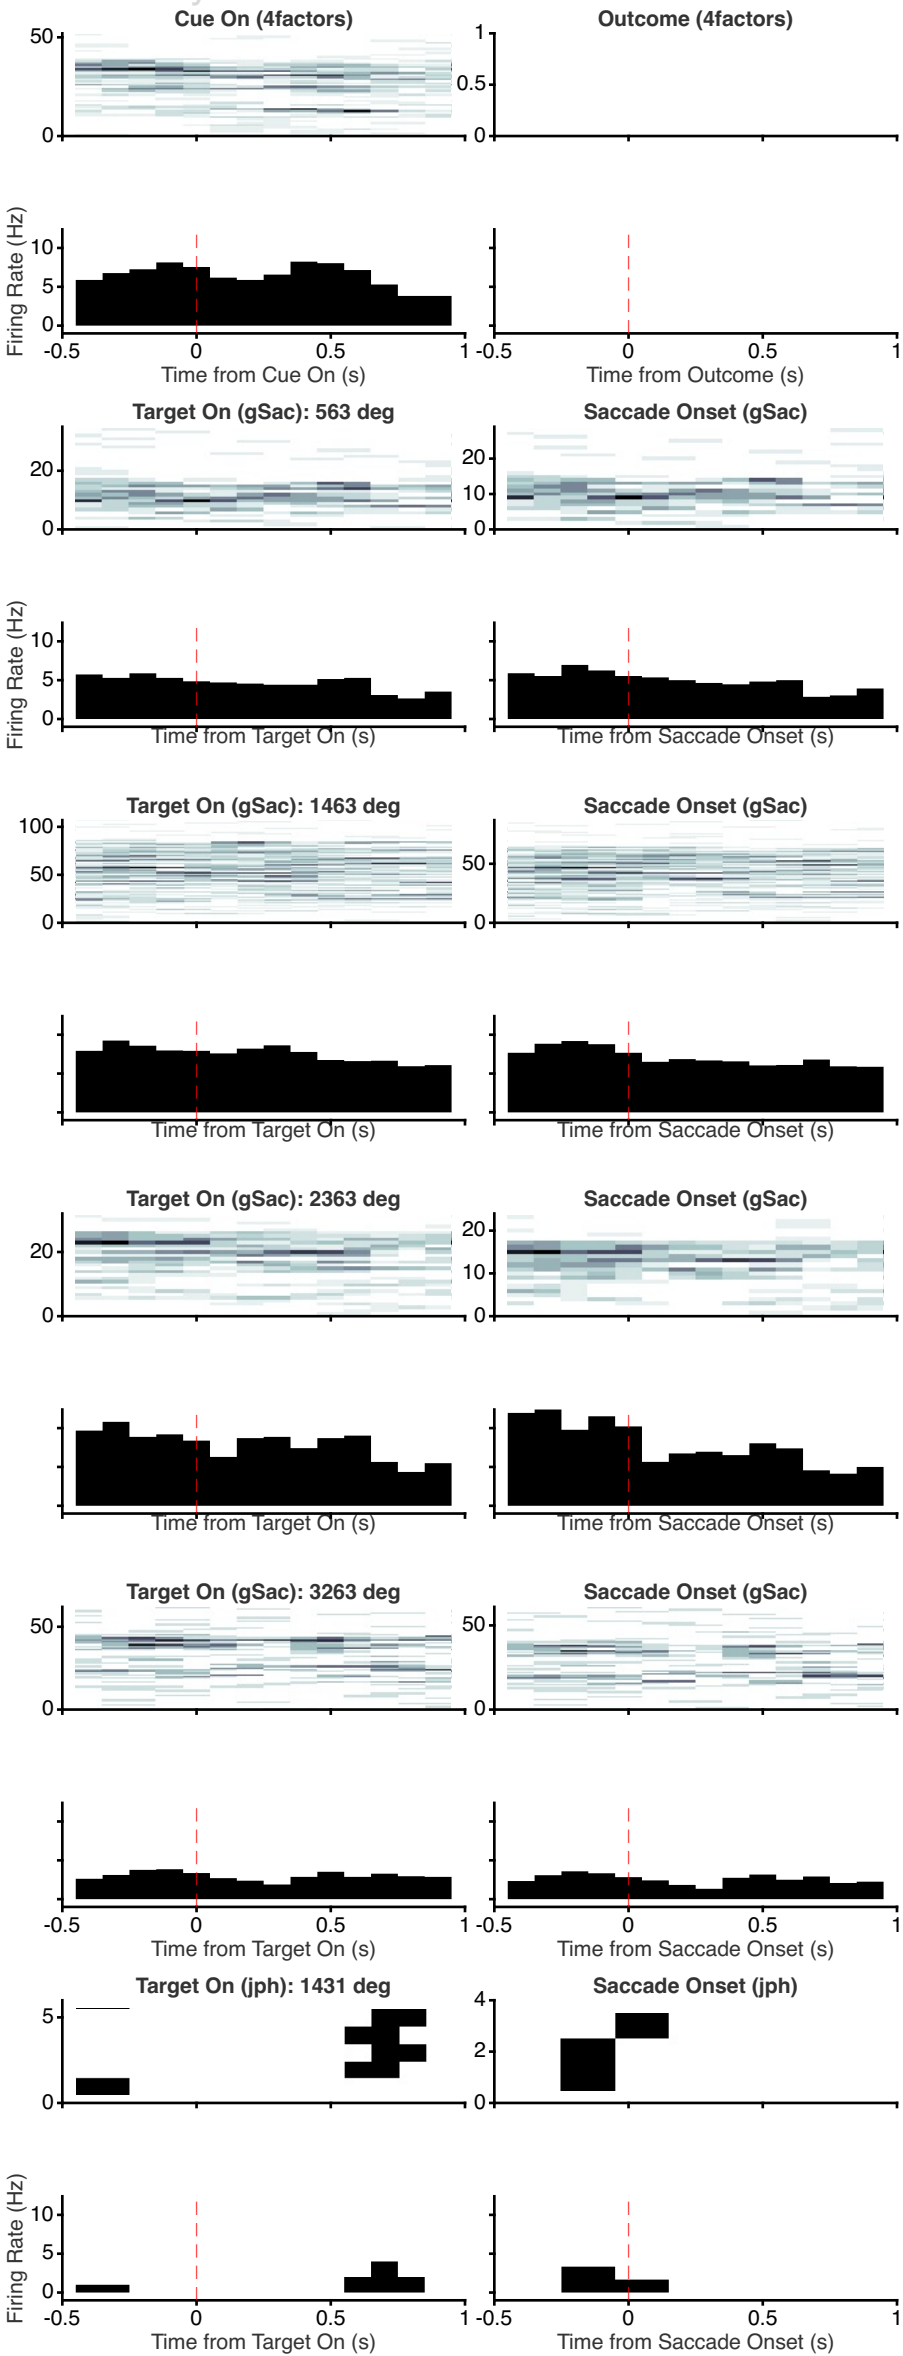 Cue On (4factors) Outcome (4factors)
50 1
0.5
0 0
Firing Rate (Hz)
10
5
0
-0.5 0 0.5 1 -0.5 0 0.5 1
Time from Cue On (s) Time from Outcome (s)
Target On (gSac): 563 deg Saccade Onset (gSac)
20 20
10
0 0
Firing Rate (Hz)
10
5
0
Time from Target On (s) Time from Saccade Onset (s)
Target On (gSac): 1463 deg Saccade Onset (gSac)
100
50 50
0 0
Time from Target On (s) Time from Saccade Onset (s)
Target On (gSac): 2363 deg Saccade Onset (gSac)
20 20
10
0 0
Time from Target On (s) Time from Saccade Onset (s)
Target On (gSac): 3263 deg Saccade Onset (gSac)
50 50
0 0
-0.5 0 0.5 1 -0.5 0 0.5 1
Time from Target On (s) Time from Saccade Onset (s)
Target On (jph): 1431 deg Saccade Onset (jph)
5 4
2
0 0
Firing Rate (Hz)
10
5
0
-0.5 0 0.5 1 -0.5 0 0.5 1
Time from Target On (s) Time from Saccade Onset (s)